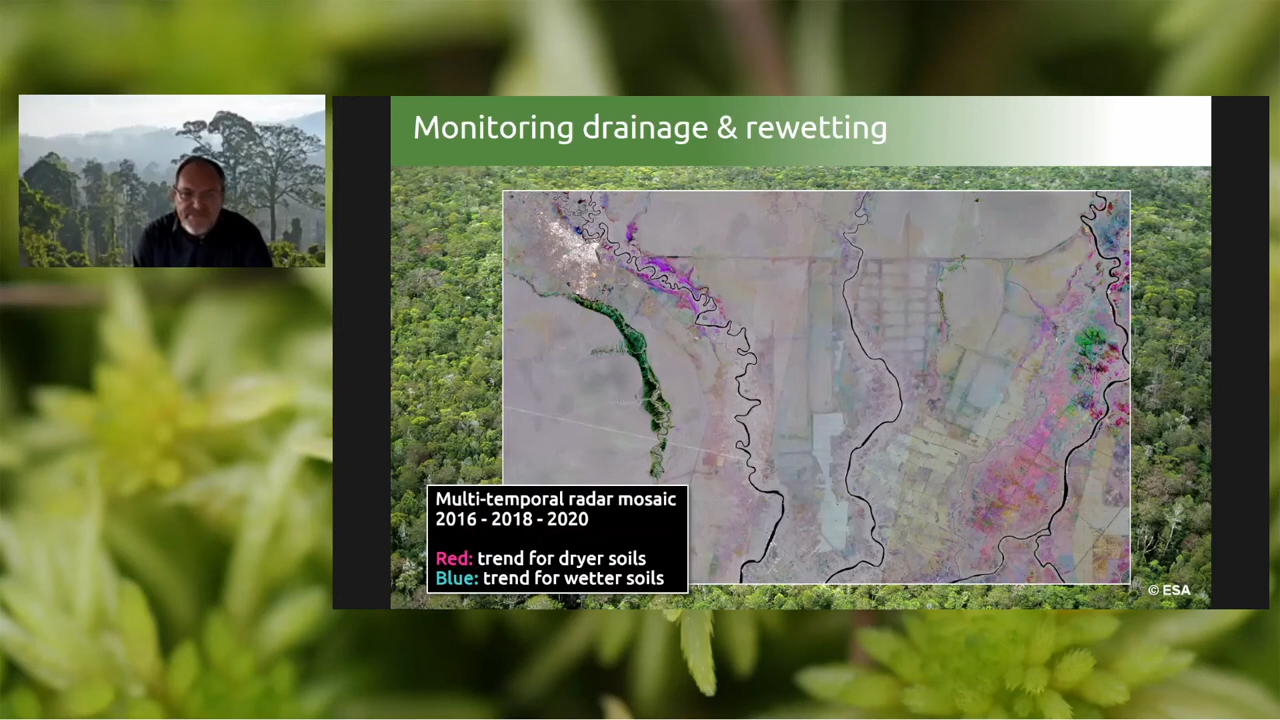 Monitoring drainage & rewetting
Multi-temporal radar mosaic
2016 - 2018 - 2020
Red: trend for dryer soils
Blue: trend for wetter soils
© ESA